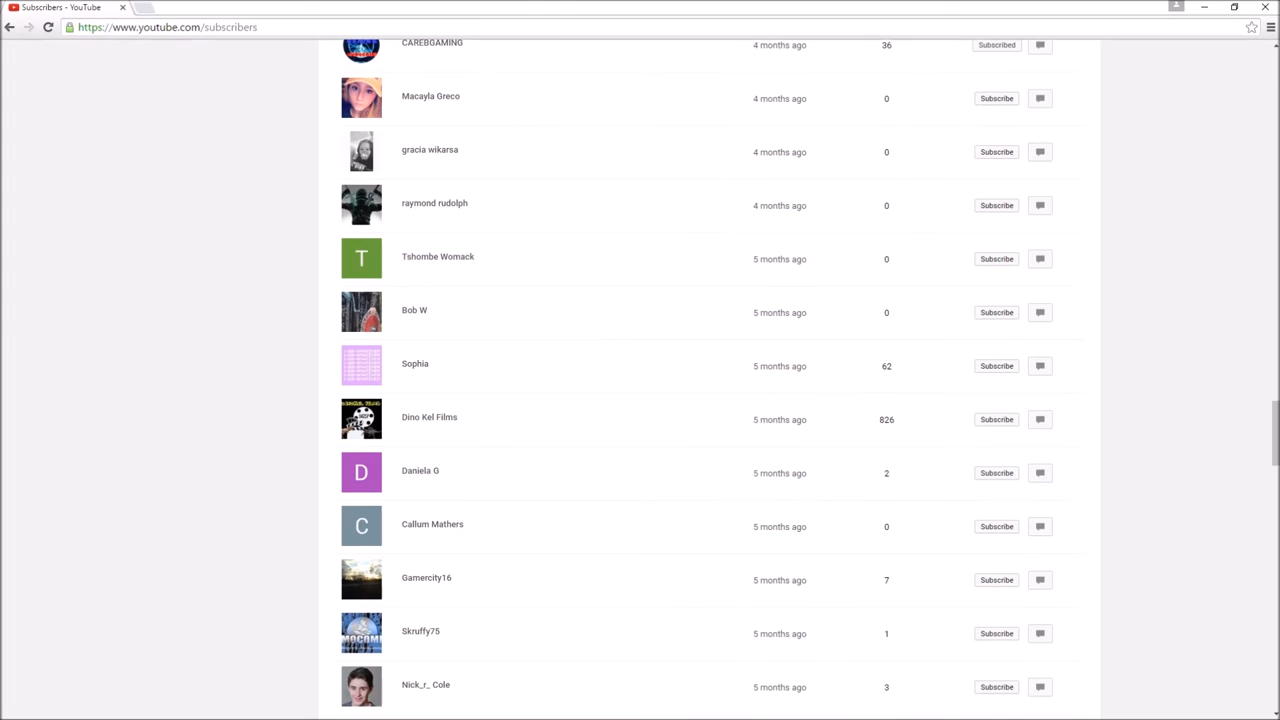 Subscribers - YouTube
https://www.youtube.com/subscribers
CAREBGAMING 4 months ago 36 Subscribed
Macayla Greco 4 months ago 0 Subscribe
gracia wikarsa 4 months ago 0 Subscribe
raymond rudolph 4 months ago 0 Subscribe
T Tshombe Womack 5 months ago 0 Subscribe
Bob W 5 months ago 0 Subscribe
Sophia 5 months ago 62 Subscribe
Dino Kel Films 5 months ago 826 Subscribe
D Daniela G 5 months ago 2 Subscribe
C Callum Mathers 5 months ago 0 Subscribe
Gamercity16 5 months ago 7 Subscribe
Skruffy75 5 months ago 1 Subscribe
Nick_r_ Cole 5 months ago 3 Subscribe